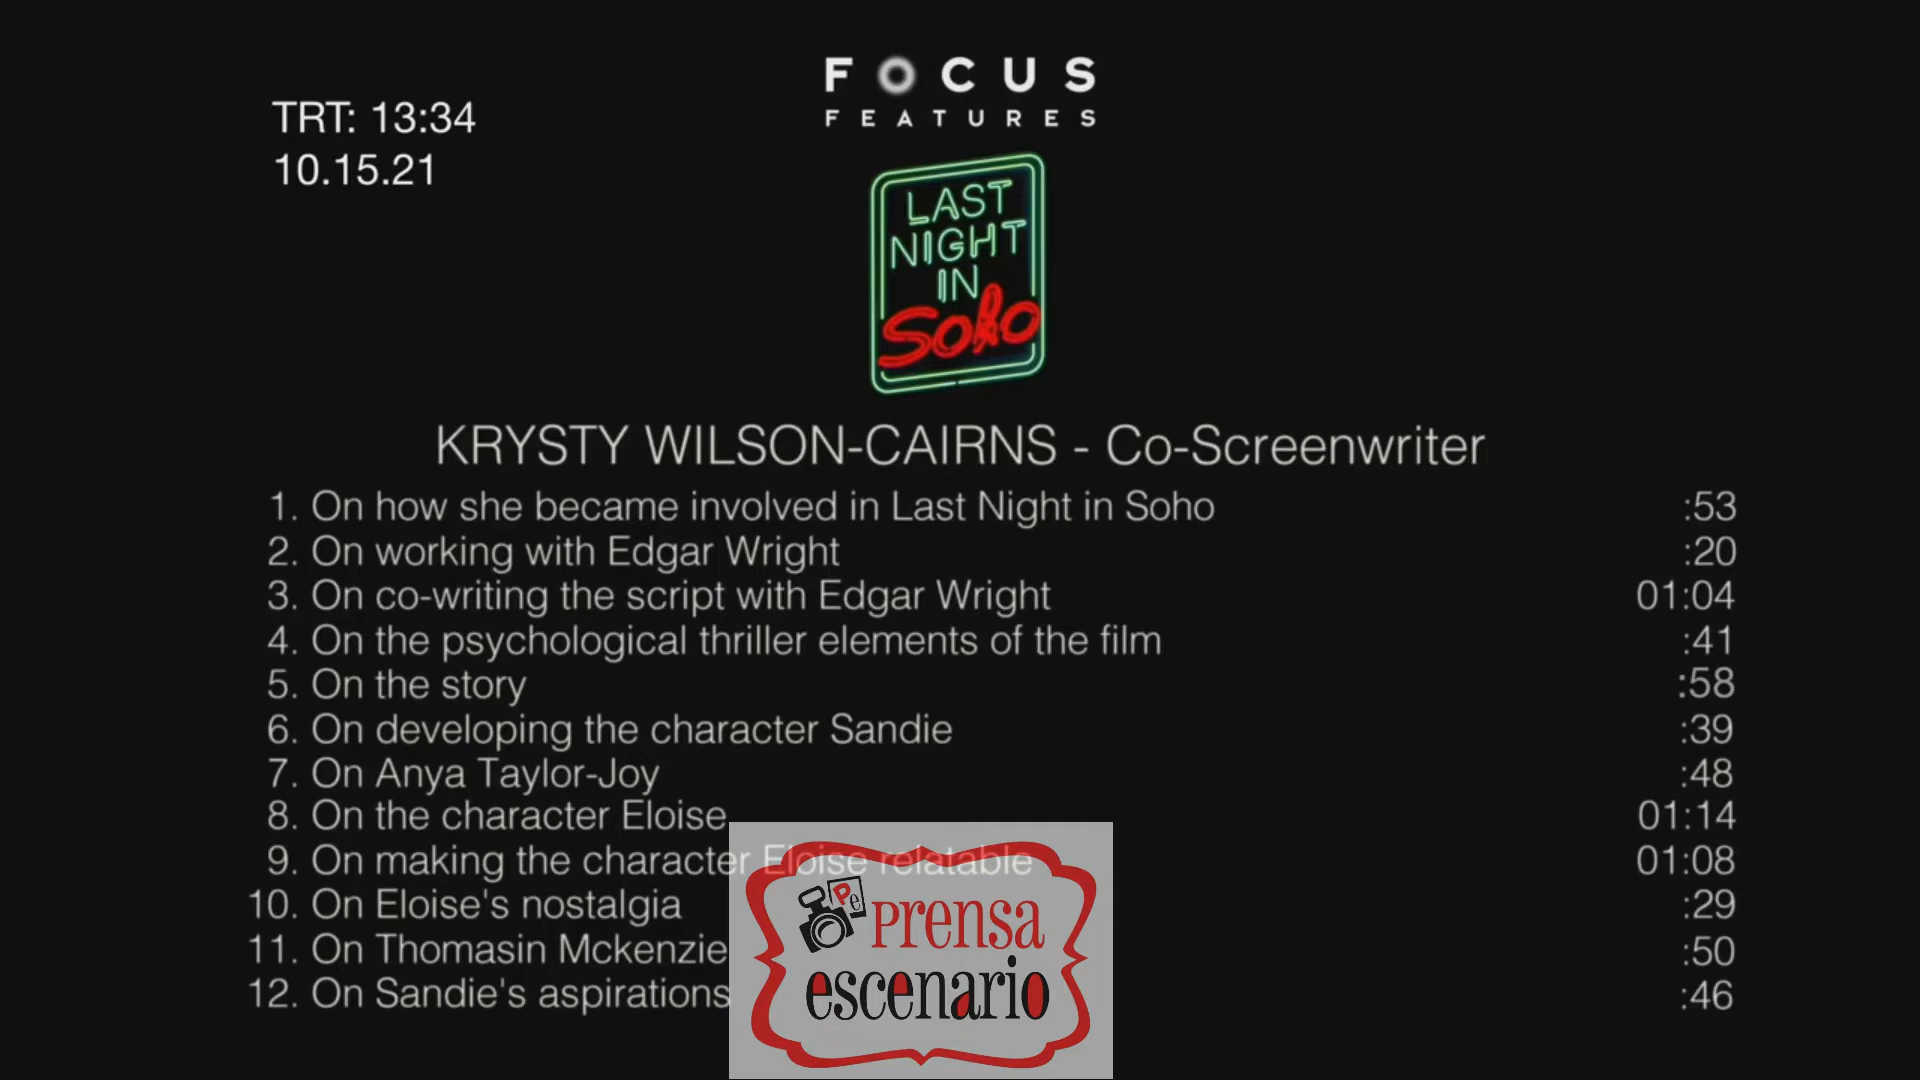 FOCUS
FEATURES
TRT: 13:34
10.15.21
LAST
NIGHT
IN
Soho
KRYSTY WILSON-CAIRNS - Co-Screenwriter
1. On how she became involved in Last Night in Soho :53
2. On working with Edgar Wright :20
3. On co-writing the script with Edgar Wright 01:04
4. On the psychological thriller elements of the film :41
5. On the story :58
6. On developing the character Sandie :39
7. On Anya Taylor-Joy :48
8. On the character Eloise 01:14
9. On making the character Eloise relatable 01:08
10. On Eloise's nostalgia :29
11. On Thomasin Mckenzie :50
12. On Sandie's aspirations :46
Pe
PRENSA
escenario